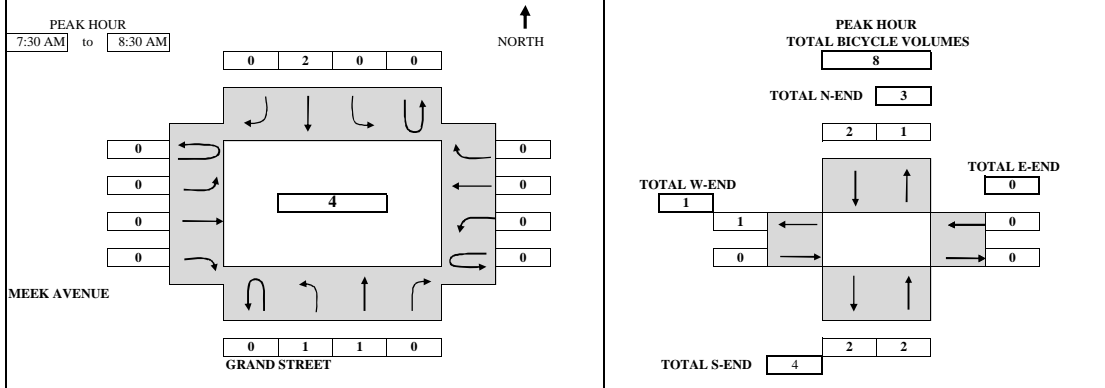 PEAK HOUR
7:30 AM to 8:30 AM
NORTH
0 2 0 0
0 0
0 0
4
0 0
0 0
MEEK AVENUE
0 1 1 0
GRAND STREET
PEAK HOUR
TOTAL BICYCLE VOLUMES
8
TOTAL N-END 3
2 1
TOTAL E-END
0
TOTAL W-END
1
1 0
0 0
2 2
TOTAL S-END 4